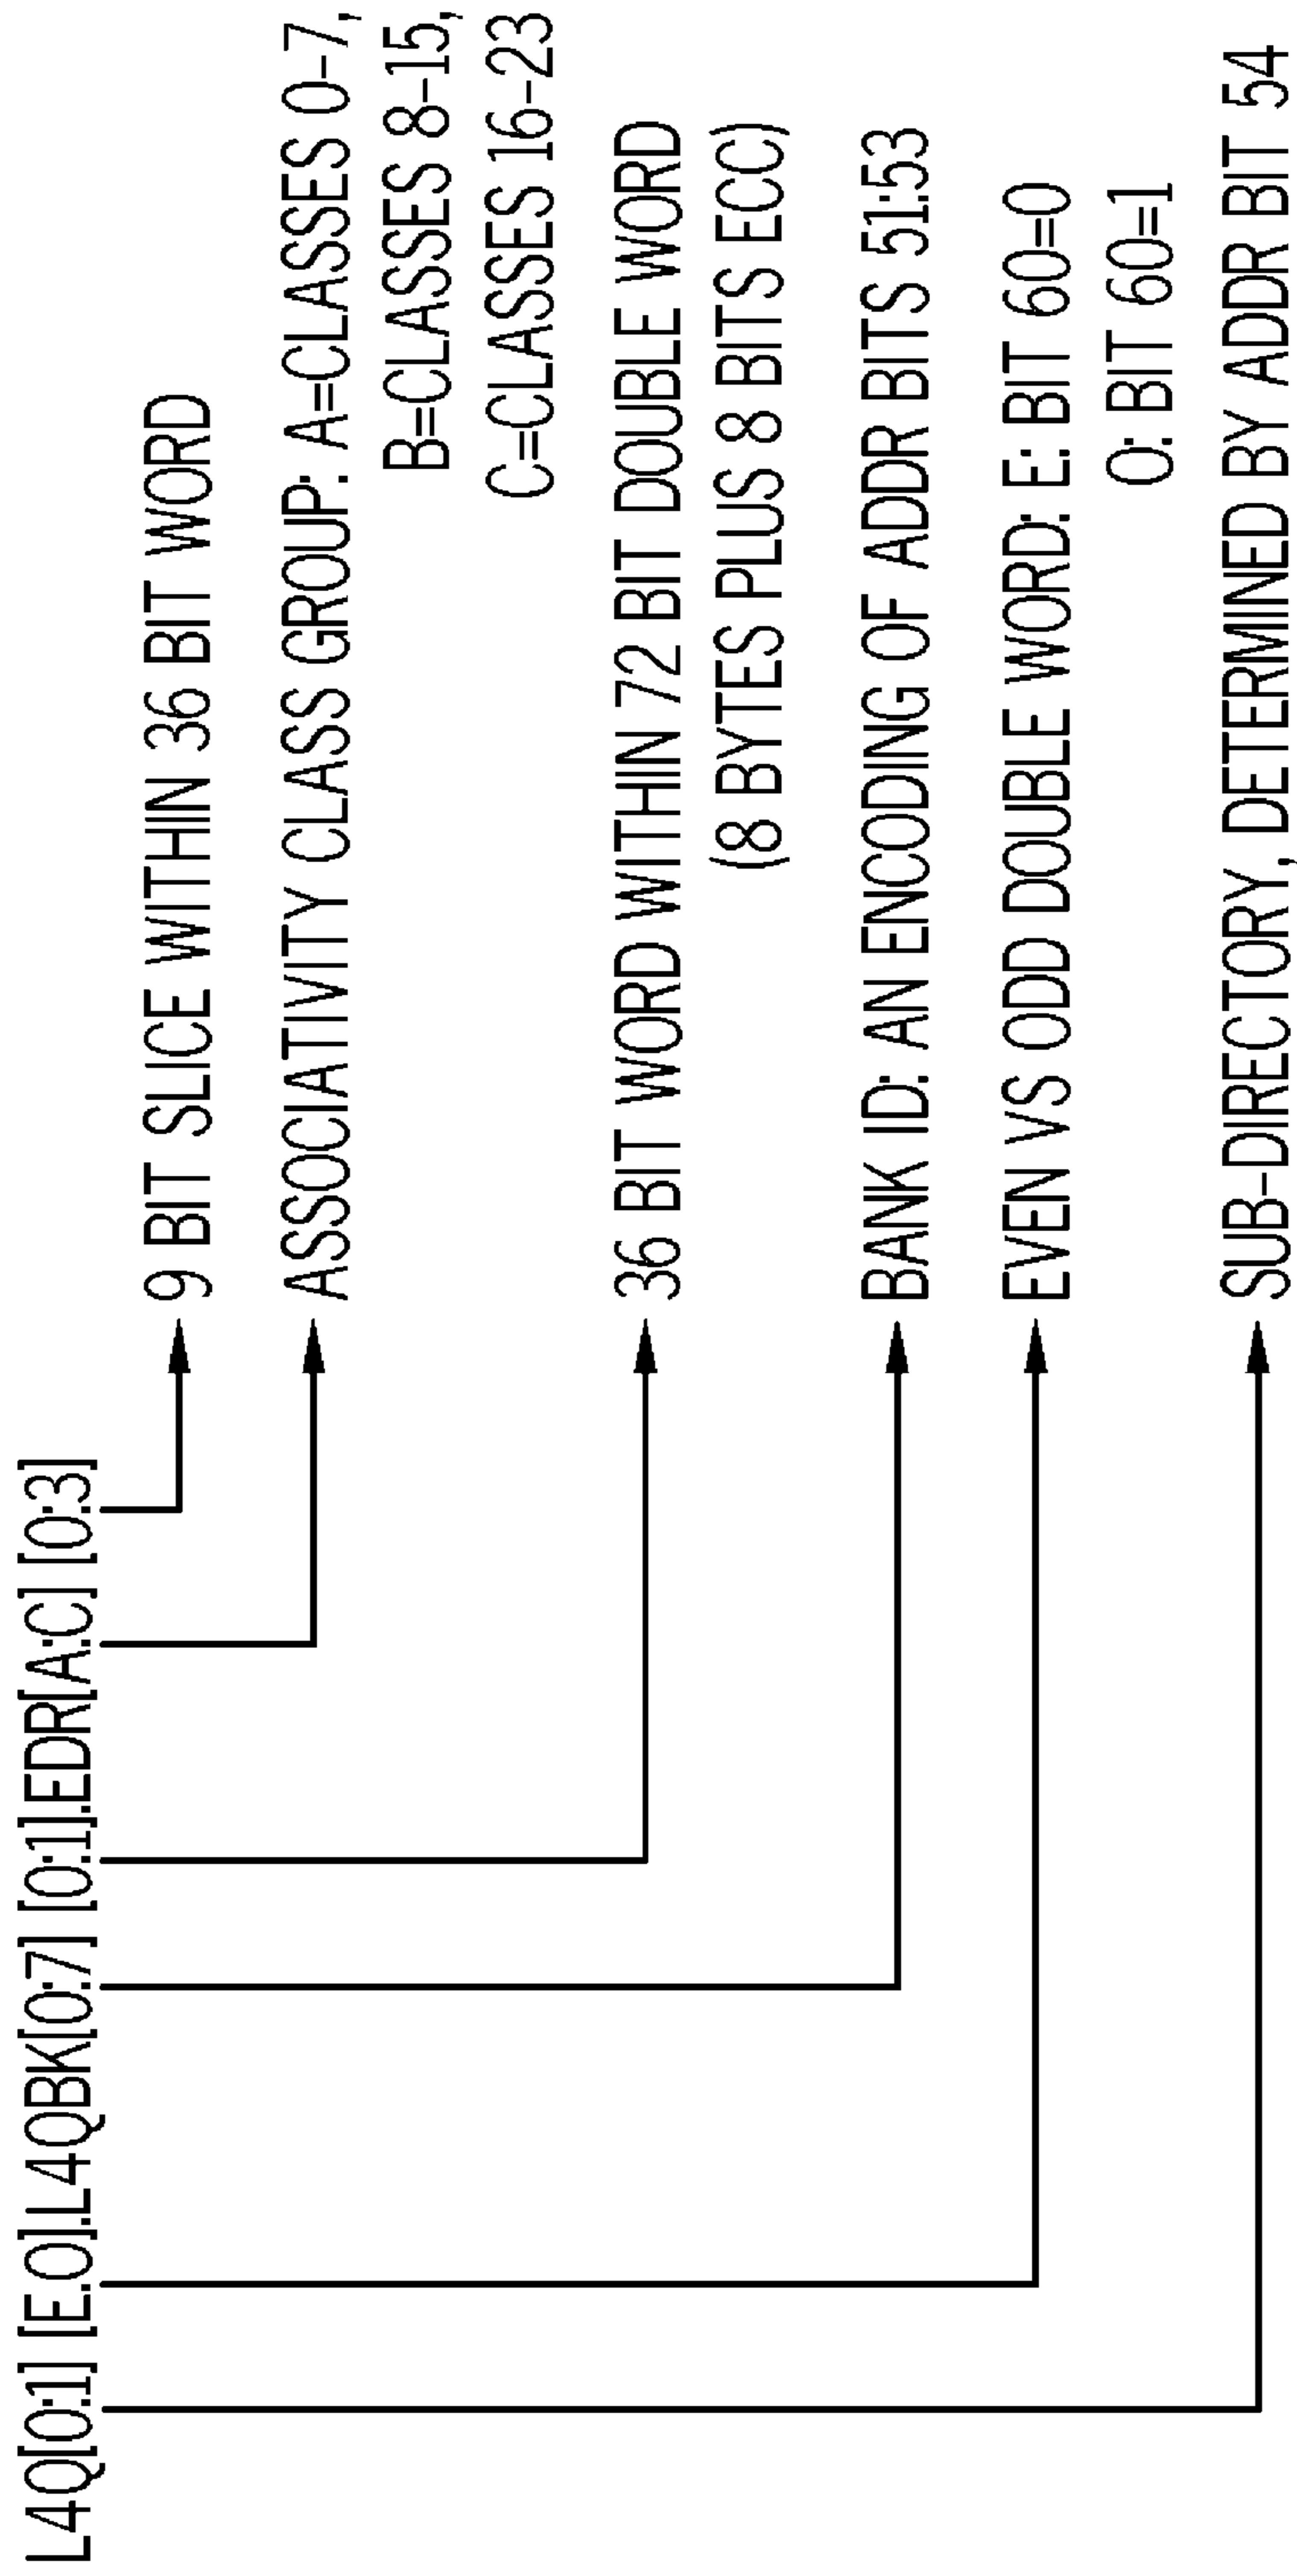 L4Q[0:1] [E.O].L4QBK[0:7] [0:1].EDR[A:C] [0:3]
9 BIT SLICE WITHIN 36 BIT WORD
ASSOCIATIVITY CLASS GROUP: A=CLASSES 0-7,
B=CLASSES 8-15,
C=CLASSES 16-23
36 BIT WORD WITHIN 72 BIT DOUBLE WORD
(8 BYTES PLUS 8 BITS ECC)
BANK ID: AN ENCODING OF ADDR BITS 51:53
EVEN VS ODD DOUBLE WORD: E: BIT 60=0
O: BIT 60=1
SUB-DIRECTORY, DETERMINED BY ADDR BIT 54